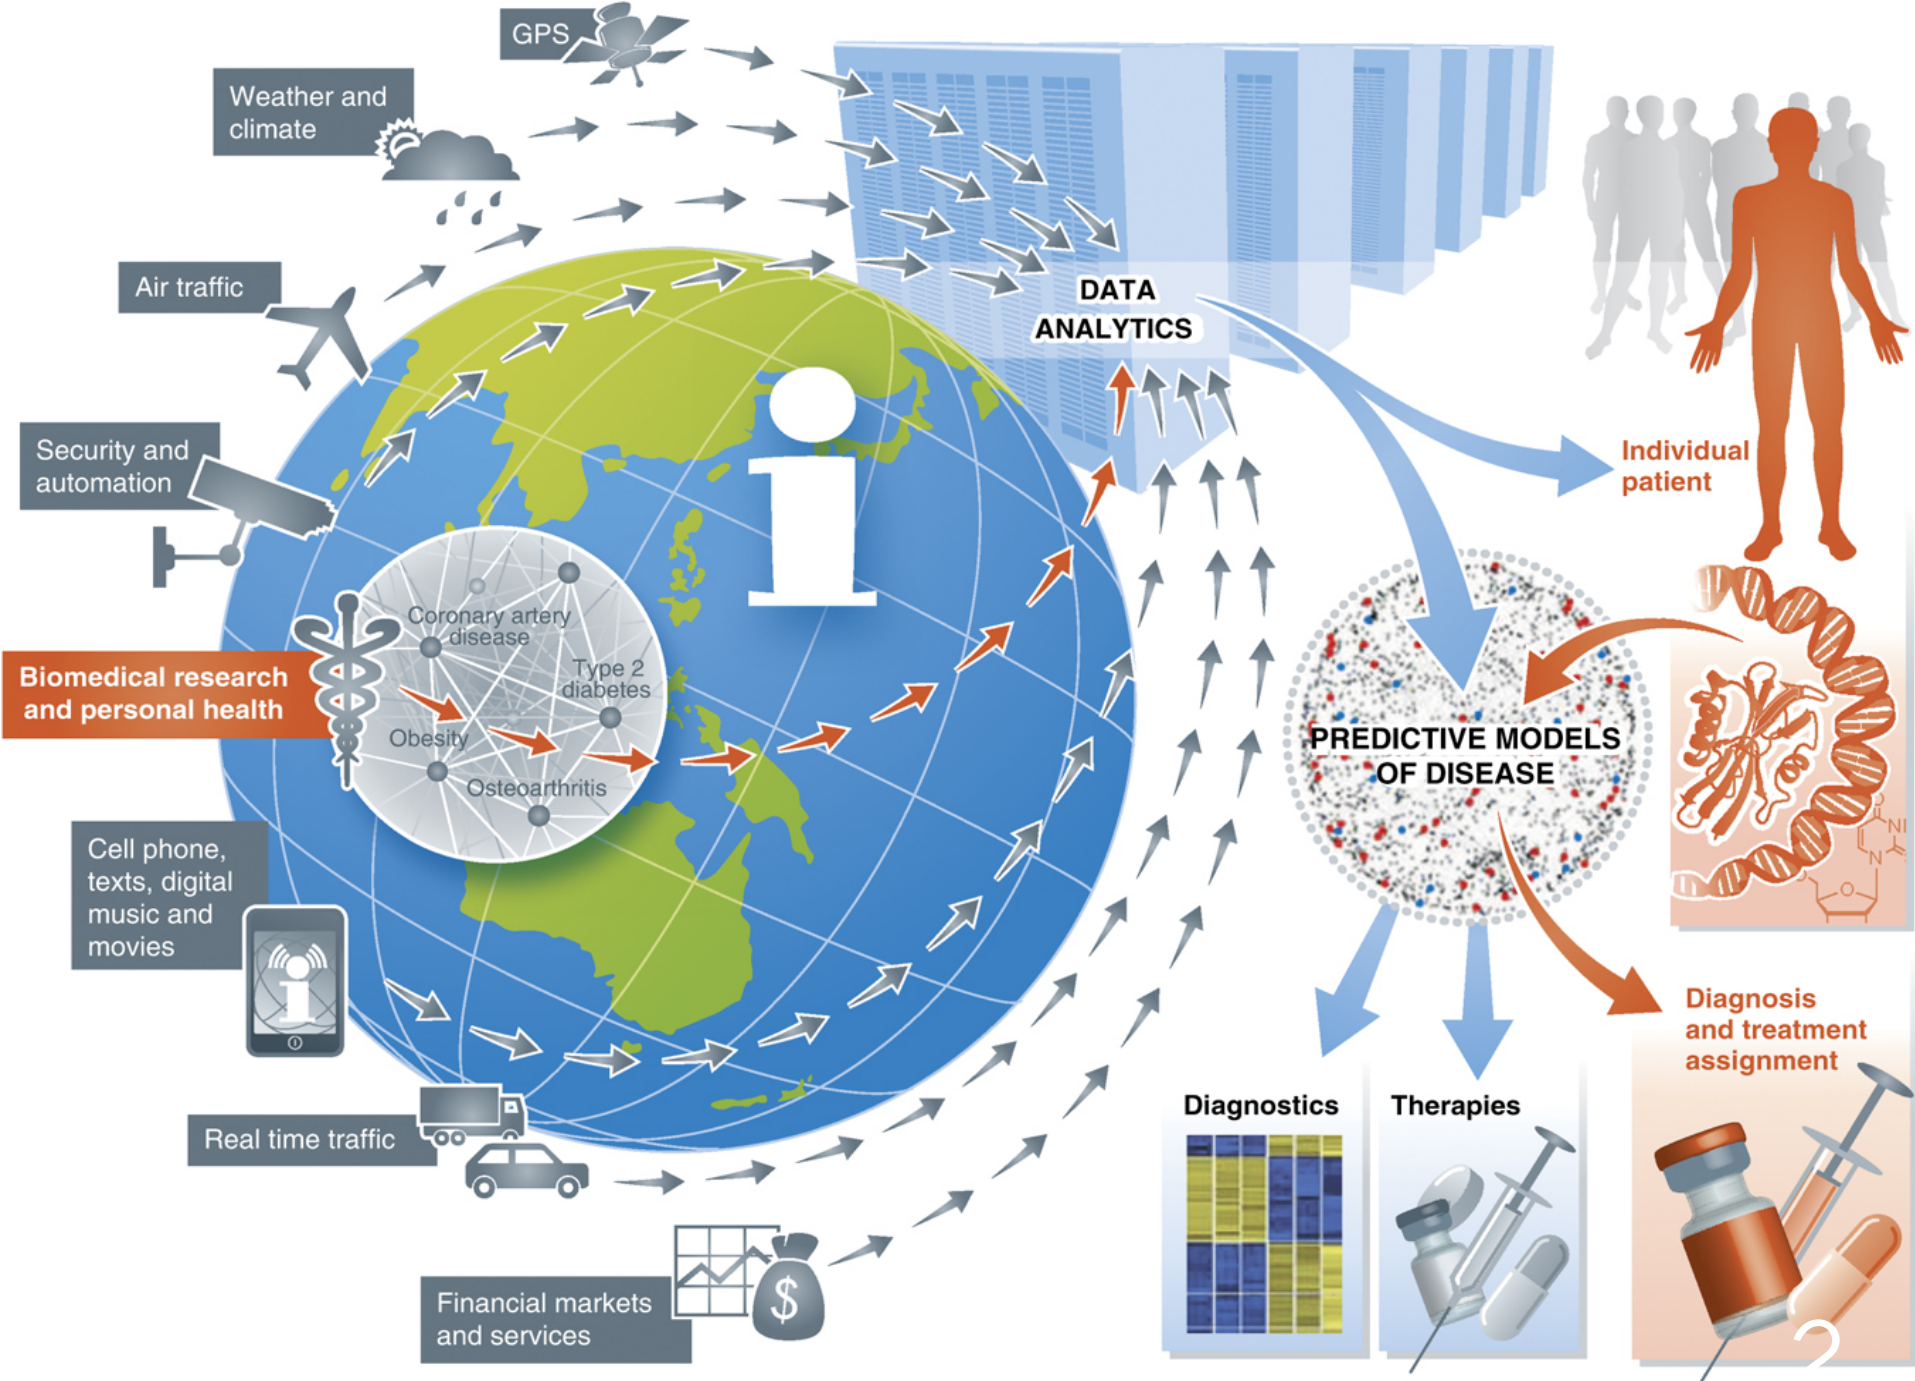 GPS
Weather and
climate
Air traffic
Security and
automation
Biomedical research
and personal health
Coronary artery
disease
Type 2
diabetes
Obesity
Osteoarthritis
Cell phone,
texts, digital
music and
movies
Real time traffic
Financial markets
and services
$
i
i
DATA
ANALYTICS
Individual
patient
PREDICTIVE MODELS
OF DISEASE
N
O
Diagnosis
and treatment
assignment
Diagnostics
Therapies
2